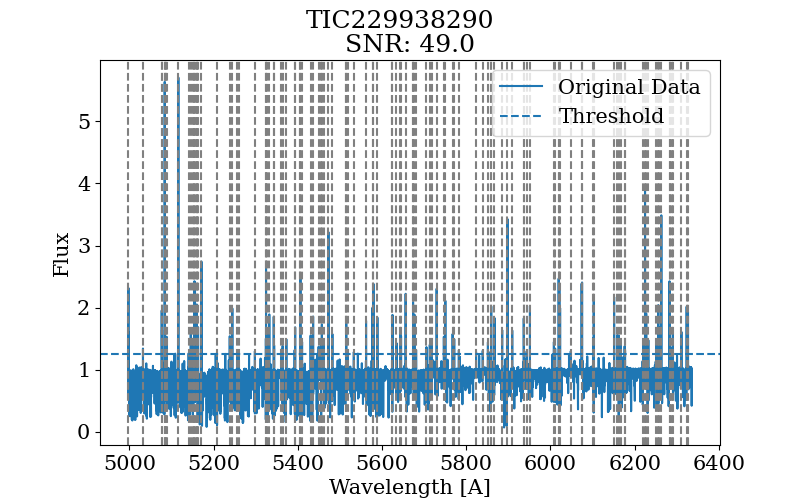 TIC229938290
SNR: 49.0
Original Data
Threshold
5
4
3
2
1
0
Flux
5000 5200 5400 5600 5800 6000 6200 6400
Wavelength [A]